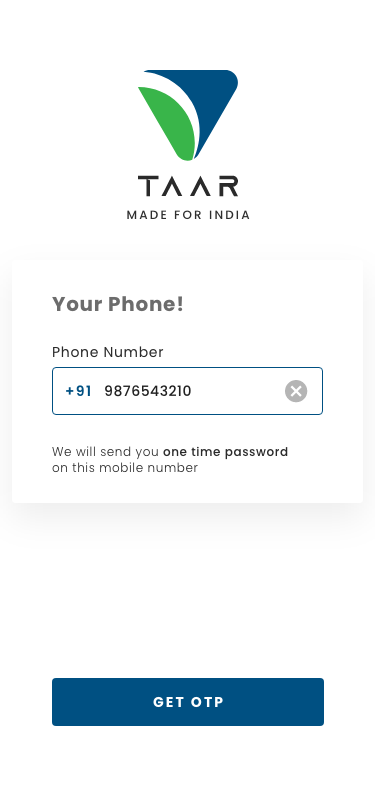 TAAR
MADE FOR INDIA
Your Phone!
Phone Number
+91 9876543210
We will send you one time password
on this mobile number
GET OTP